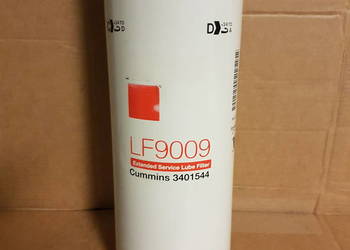 LF9009
Extended Service Lube Filter
Cummins 3401544